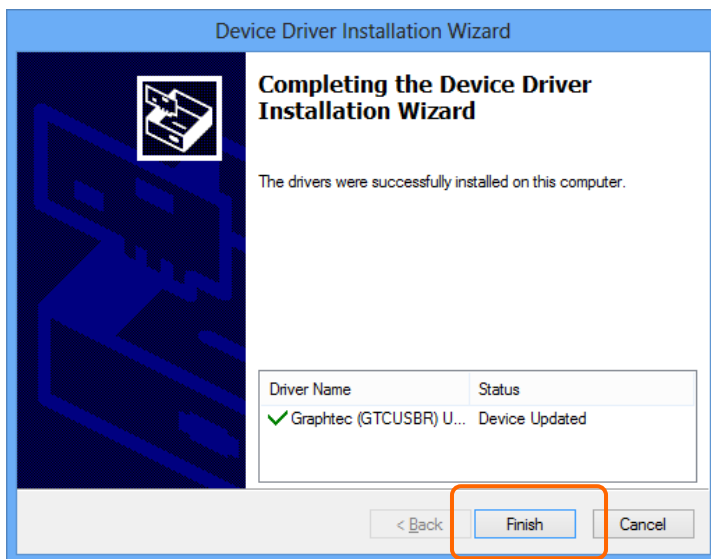 Device Driver Installation Wizard
Completing the Device Driver
Installation Wizard
The drivers were successfully installed on this computer.
Driver Name Status
Graphtec (GTCUSBR) U... Device Updated
< Back Finish Cancel